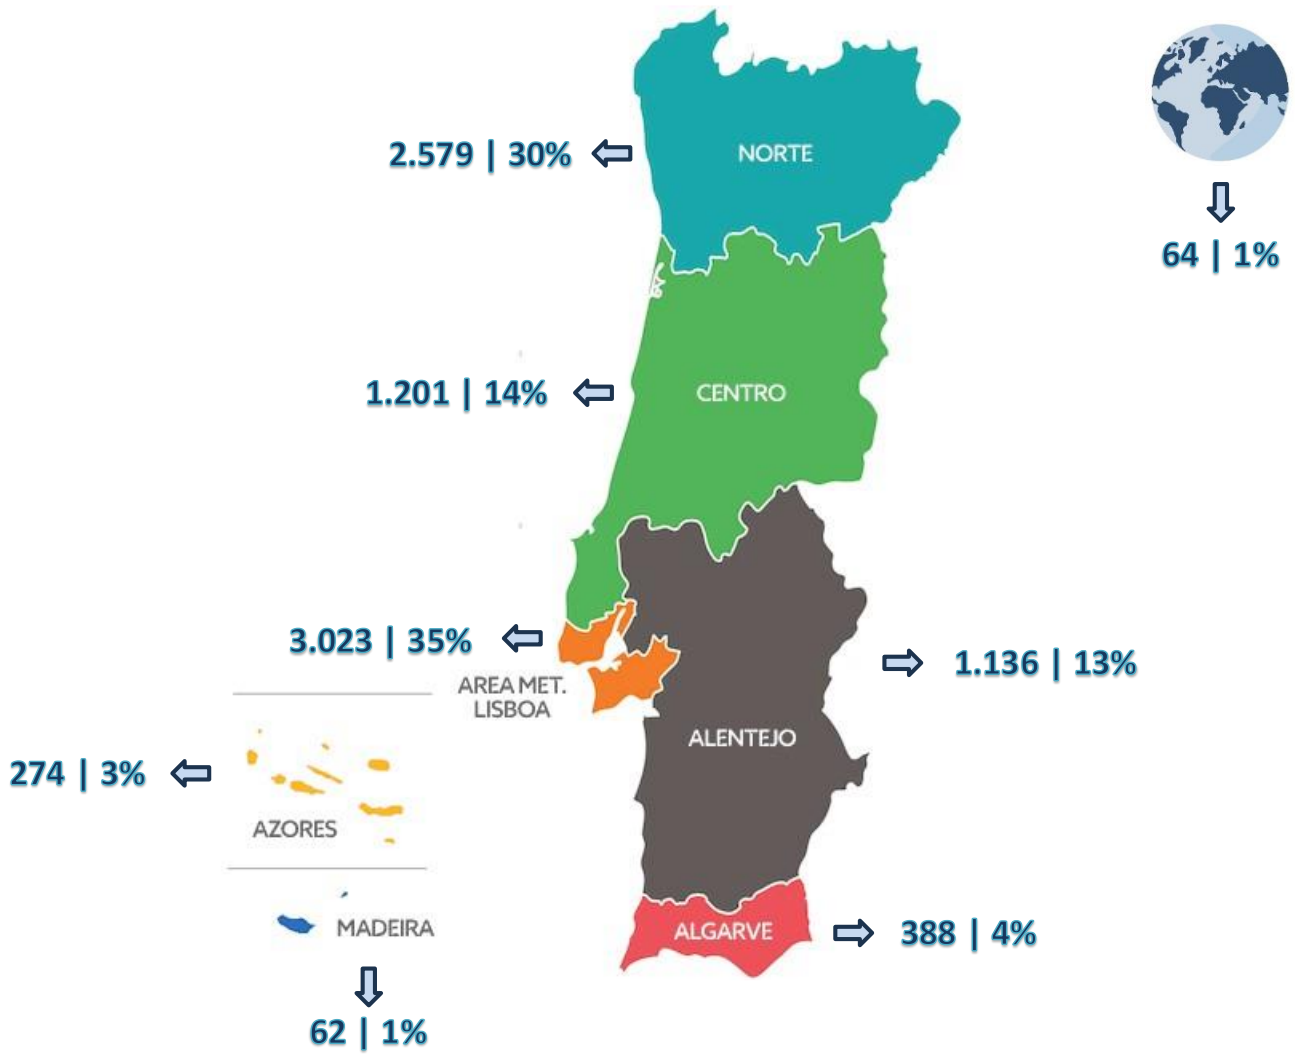 2.579 | 30%
NORTE
64 | 1%
1.201 | 14%
CENTRO
3.023 | 35%
1.136 | 13%
AREA MET.
LISBOA
ALENTEJO
274 | 3%
AZORES
MADEIRA
ALGARVE
388 | 4%
62 | 1%